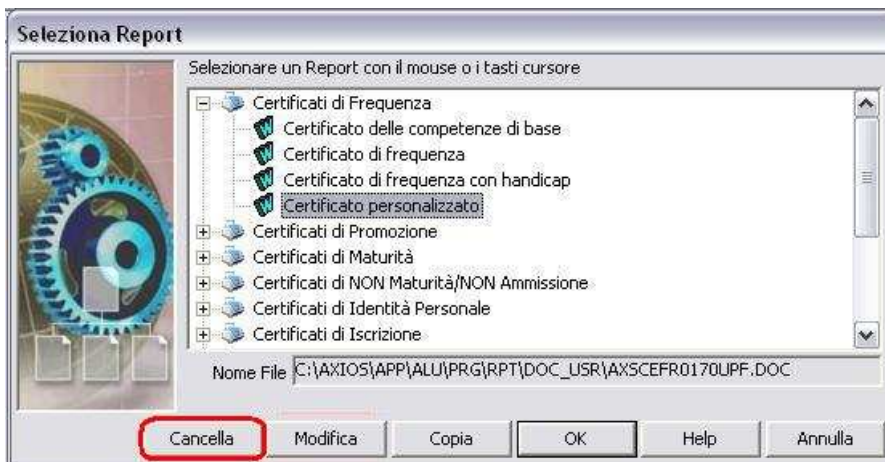 Seleziona Report
Selezionare un Report con il mouse o i tasti cursore
Certificati di Frequenza
Certificato delle competenze di base
Certificato di frequenza
Certificato di frequenza con handicap
Certificato personalizzato
Certificati di Promozione
Certificati di Maturità
Certificati di NON Maturità/NON Ammissione
Certificati di Identità Personale
Certificati di Iscrizione
Nome File C:\AXIOS\APP\ALU\PRG\RPT\DOC_USR\AXSCEFR0170UPF.DOC
Cancella Modifica Copia OK Help Annulla